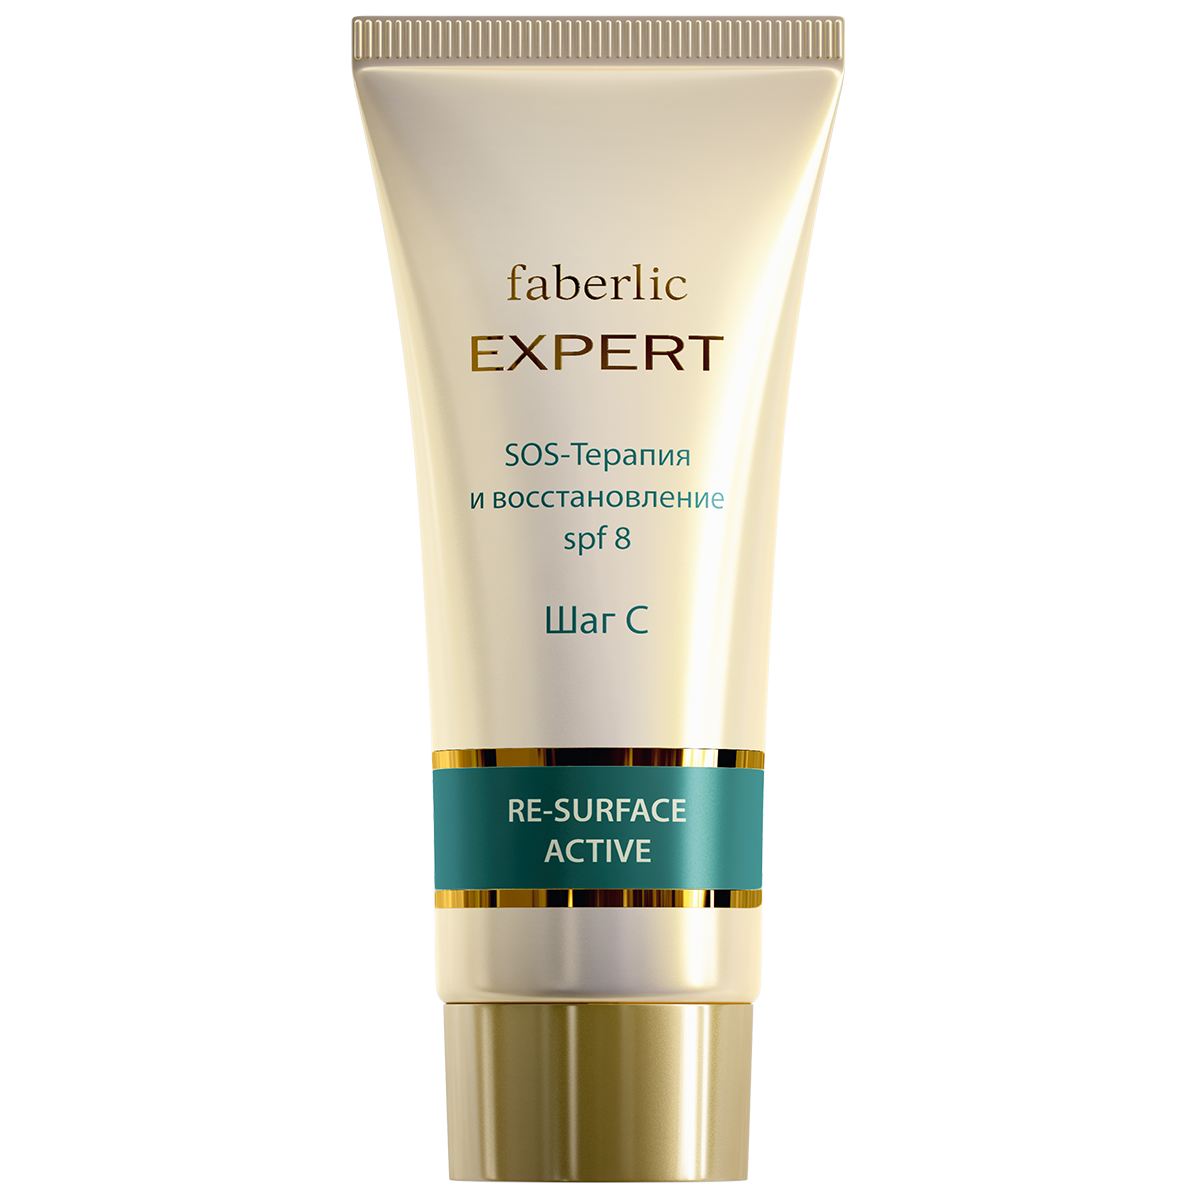 faberlic
EXPERT
SOS-Терапия
и восстановление
spf 8
Шаг С
RE-SURFACE
ACTIVE